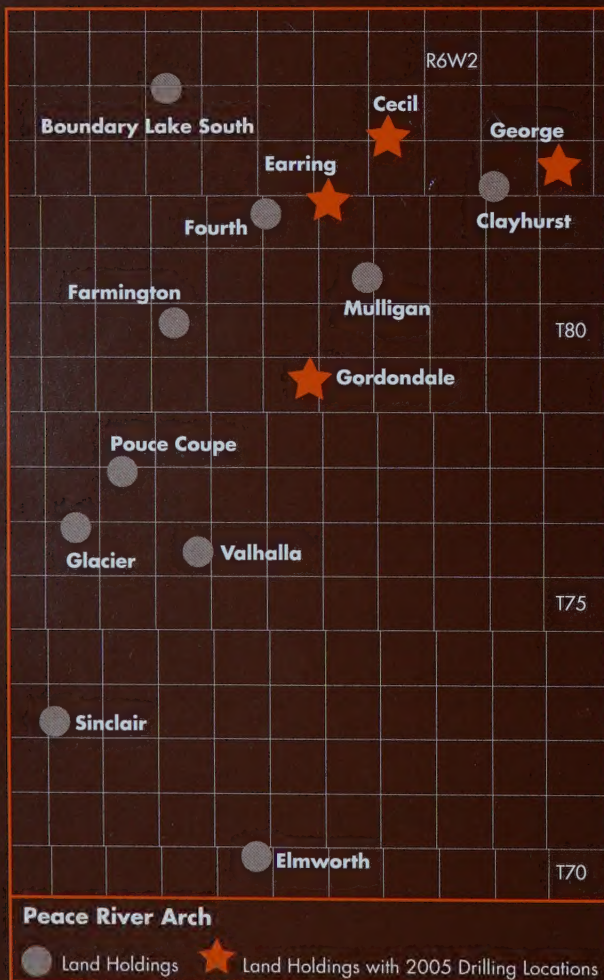 R6W2
Cecil
Boundary Lake South
George
Earring
Fourth
Clayhurst
Farmington
Mulligan
T80
Gordondale
Pouce Coupe
Glacier
Valhalla
T75
Sinclair
Elmworth
T70
Peace River Arch
Land Holdings
Land Holdings with 2005 Drilling Locations